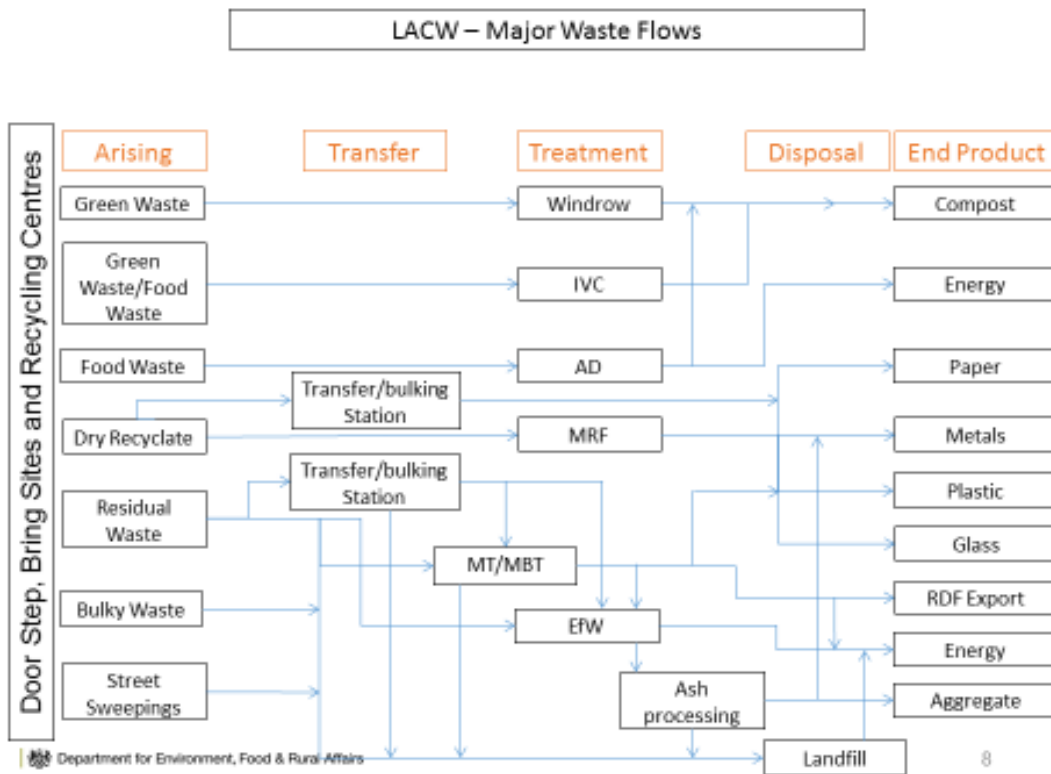 LACW – Major Waste Flows
Door Step, Bring Sites and Recycling Centres
Arising
Transfer
Treatment
Disposal
End Product
Green Waste
Windrow
Compost
Green
Waste/Food
Waste
IVC
Energy
Food Waste
AD
Paper
Transfer/bulking
Station
Dry Recyclate
MRF
Metals
Transfer/bulking
Station
Residual
Waste
Plastic
Glass
MT/MBT
Bulky Waste
RDF Export
EfW
Energy
Street
Sweepings
Ash
processing
Aggregate
Landfill
Department for Environment, Food & Rural Affairs
8